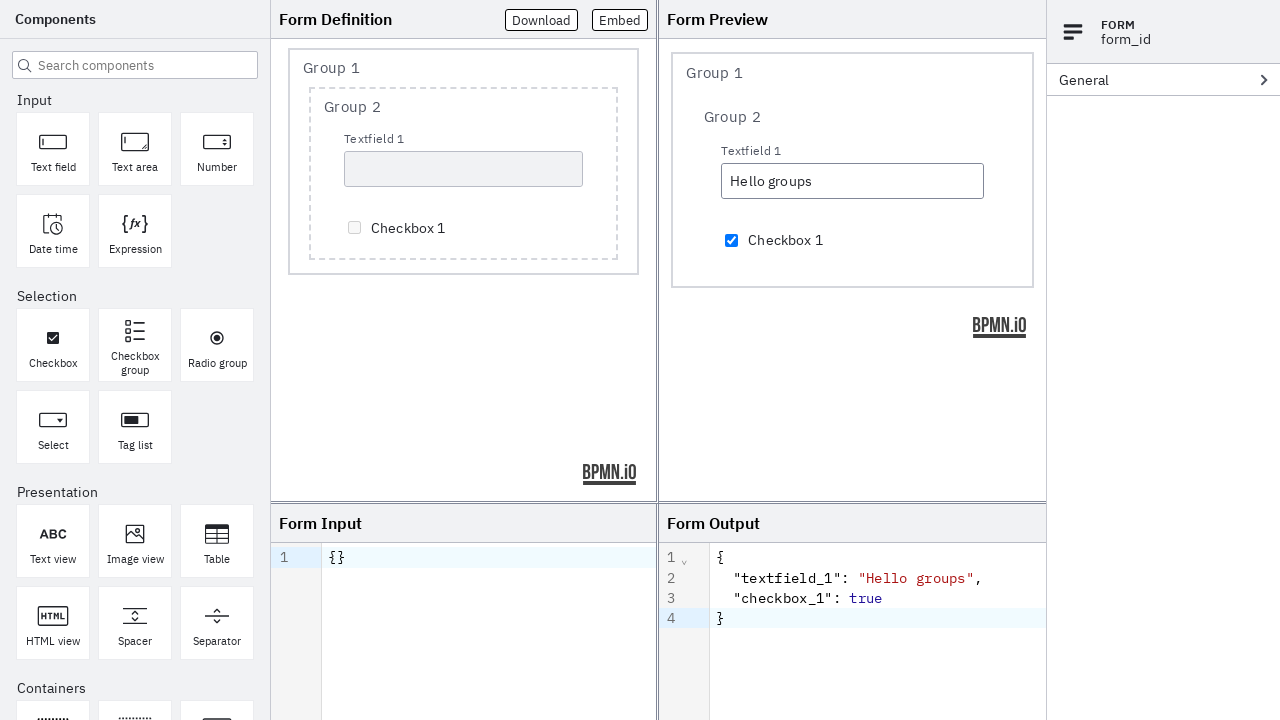 Components
Search components
Input
Text field
Text area
Number
Date time
{fx}
Expression
Selection
Checkbox
Checkbox
group
Radio group
Select
Tag list
Presentation
ABC
Text view
Image view
Table
HTML
HTML view
Spacer
Separator
Containers
Form Definition
Download
Embed
Group 1
Group 2
Textfield 1
Checkbox 1
BPMN.iO
Form Preview
Group 1
Group 2
Textfield 1
Hello groups
Checkbox 1
BPMN.iO
Form Input
1
{}
Form Output
1 {
2 "textfield_1": "Hello groups",
3 "checkbox_1": true
4 }
FORM
form_id
General